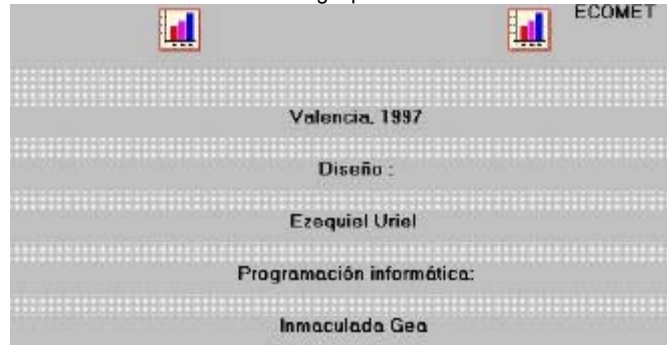 ECOMET
Valencia, 1997
Diseño :
Ezequiel Uriel
Programación informática:
Inmaculada Gea